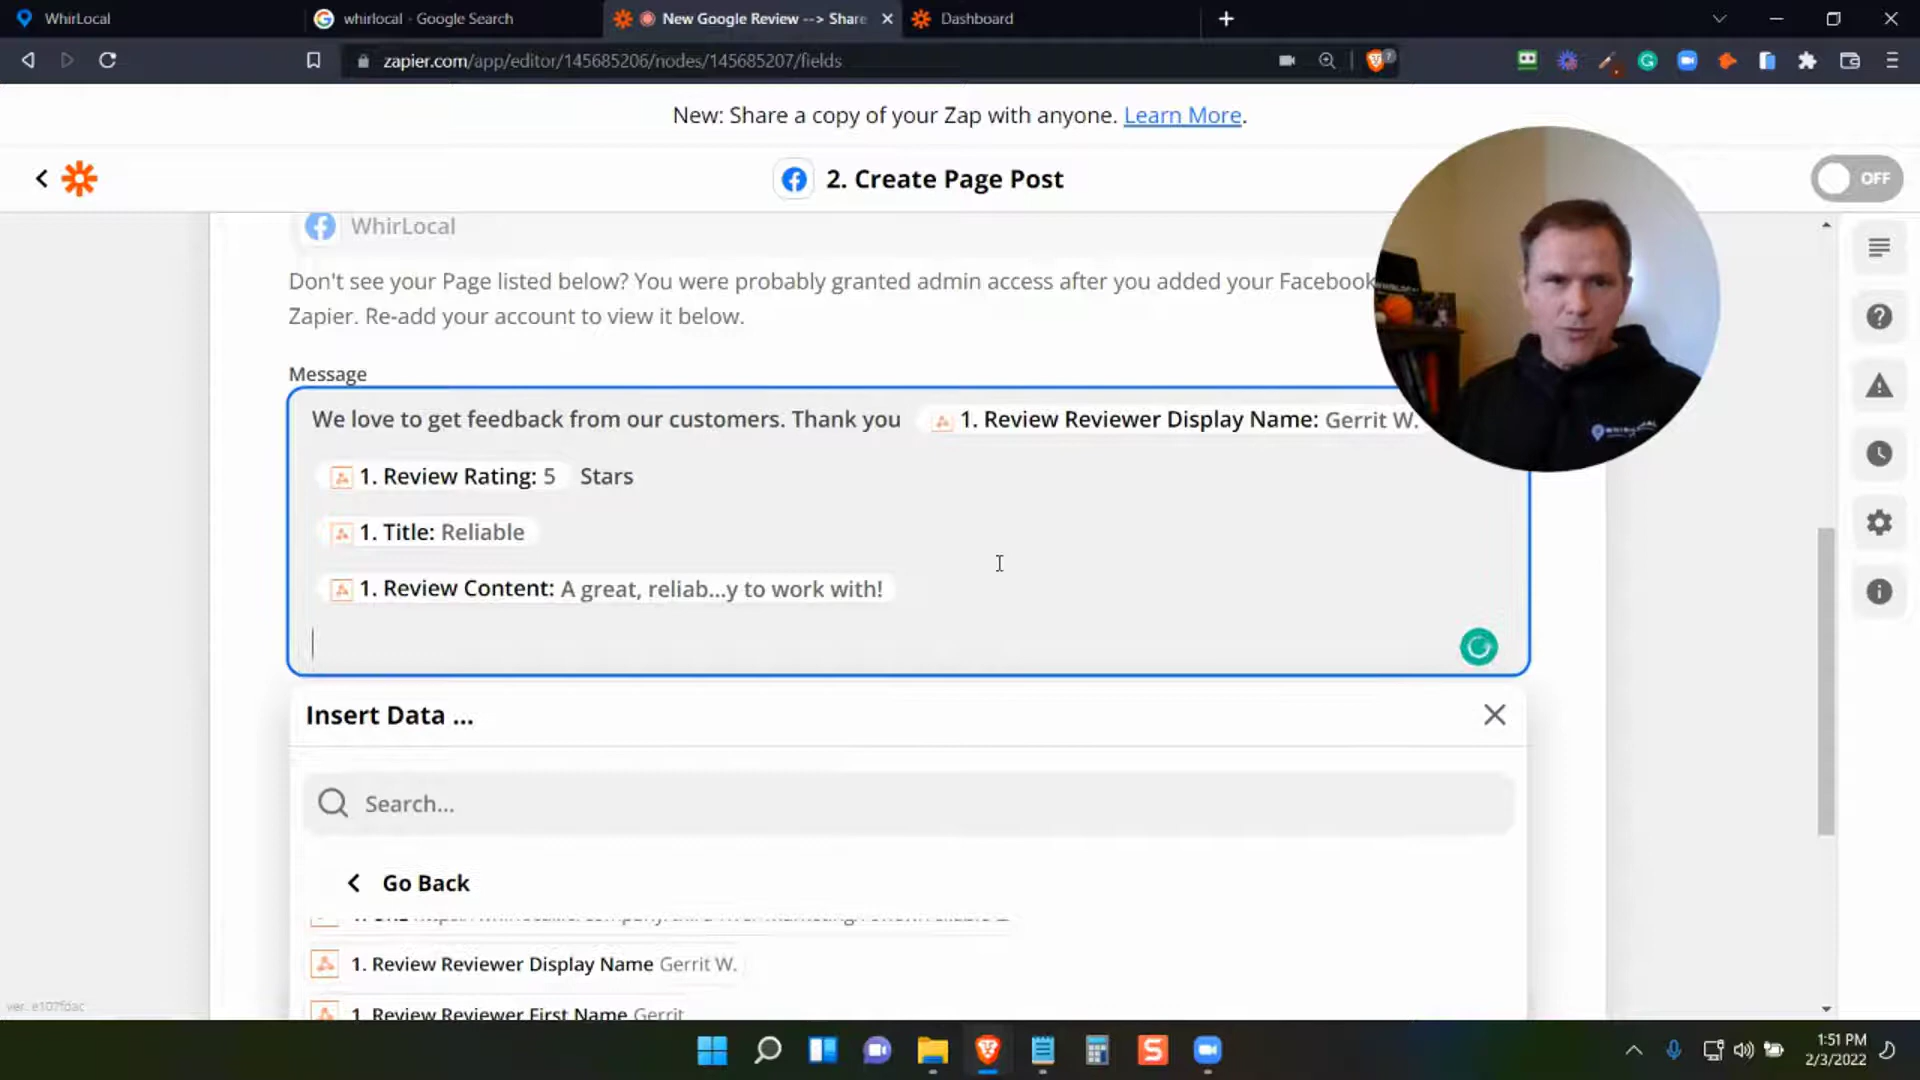 WhirLocal
whirlocal - Google Search
New Google Review --> Share
Dashboard
zapier.com/app/editor/145685206/nodes/145685207/fields
New: Share a copy of your Zap with anyone. Learn More.
2. Create Page Post
OFF
WhirLocal
Don't see your Page listed below? You were probably granted admin access after you added your Facebook
Zapier. Re-add your account to view it below.
Message
We love to get feedback from our customers. Thank you 1. Review Reviewer Display Name: Gerrit W.
1. Review Rating: 5 Stars
1. Title: Reliable
1. Review Content: A great, reliab...y to work with!
Insert Data ...
Search...
Go Back
1. Review Reviewer Display Name Gerrit W.
1. Review Reviewer First Name Gerrit
ver. e107fdac
1:51 PM
2/3/2022